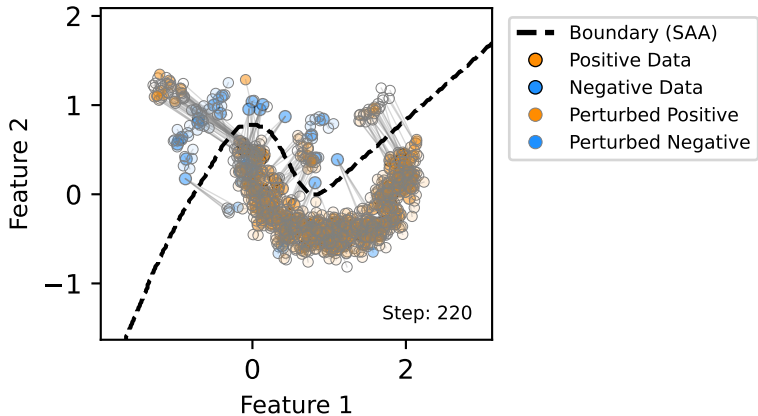 2
1
0
−1
0
2
Feature 2
Feature 1
Step: 220
Boundary (SAA)
Positive Data
Negative Data
Perturbed Positive
Perturbed Negative